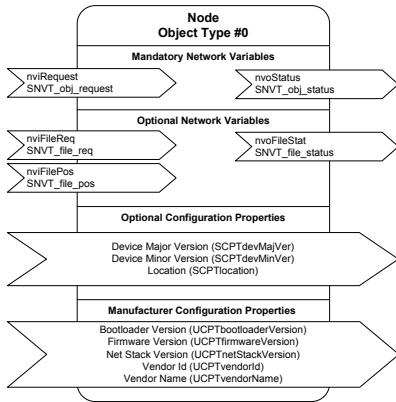 Node
Object Type #0
Mandatory Network Variables
nviRequest
SNVT_obj_request
nvoStatus
SNVT_obj_status
Optional Network Variables
nviFileReq
SNVT_file_req
nvoFileStat
SNVT_file_status
nviFilePos
SNVT_file_pos
Optional Configuration Properties
Device Major Version (SCPTdevMajVer)
Device Minor Version (SCPTdevMinVer)
Location (SCPTlocation)
Manufacturer Configuration Properties
Bootloader Version (UCPTbootloaderVersion)
Firmware Version (UCPTfirmwareVersion)
Net Stack Version (UCPTnetStackVersion)
Vendor Id (UCPTvendorId)
Vendor Name (UCPTvendorName)